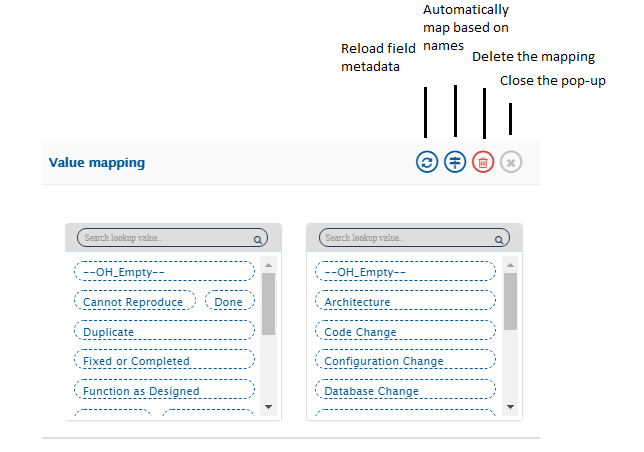 Automatically
map based on
names
Reload field
metadata
Delete the mapping
Close the pop-up
Value mapping
Search lookup value..
Search lookup value..
--OH_Empty--
Cannot Reproduce Done
Duplicate
Fixed or Completed
Function as Designed
--OH_Empty--
Architecture
Code Change
Configuration Change
Database Change